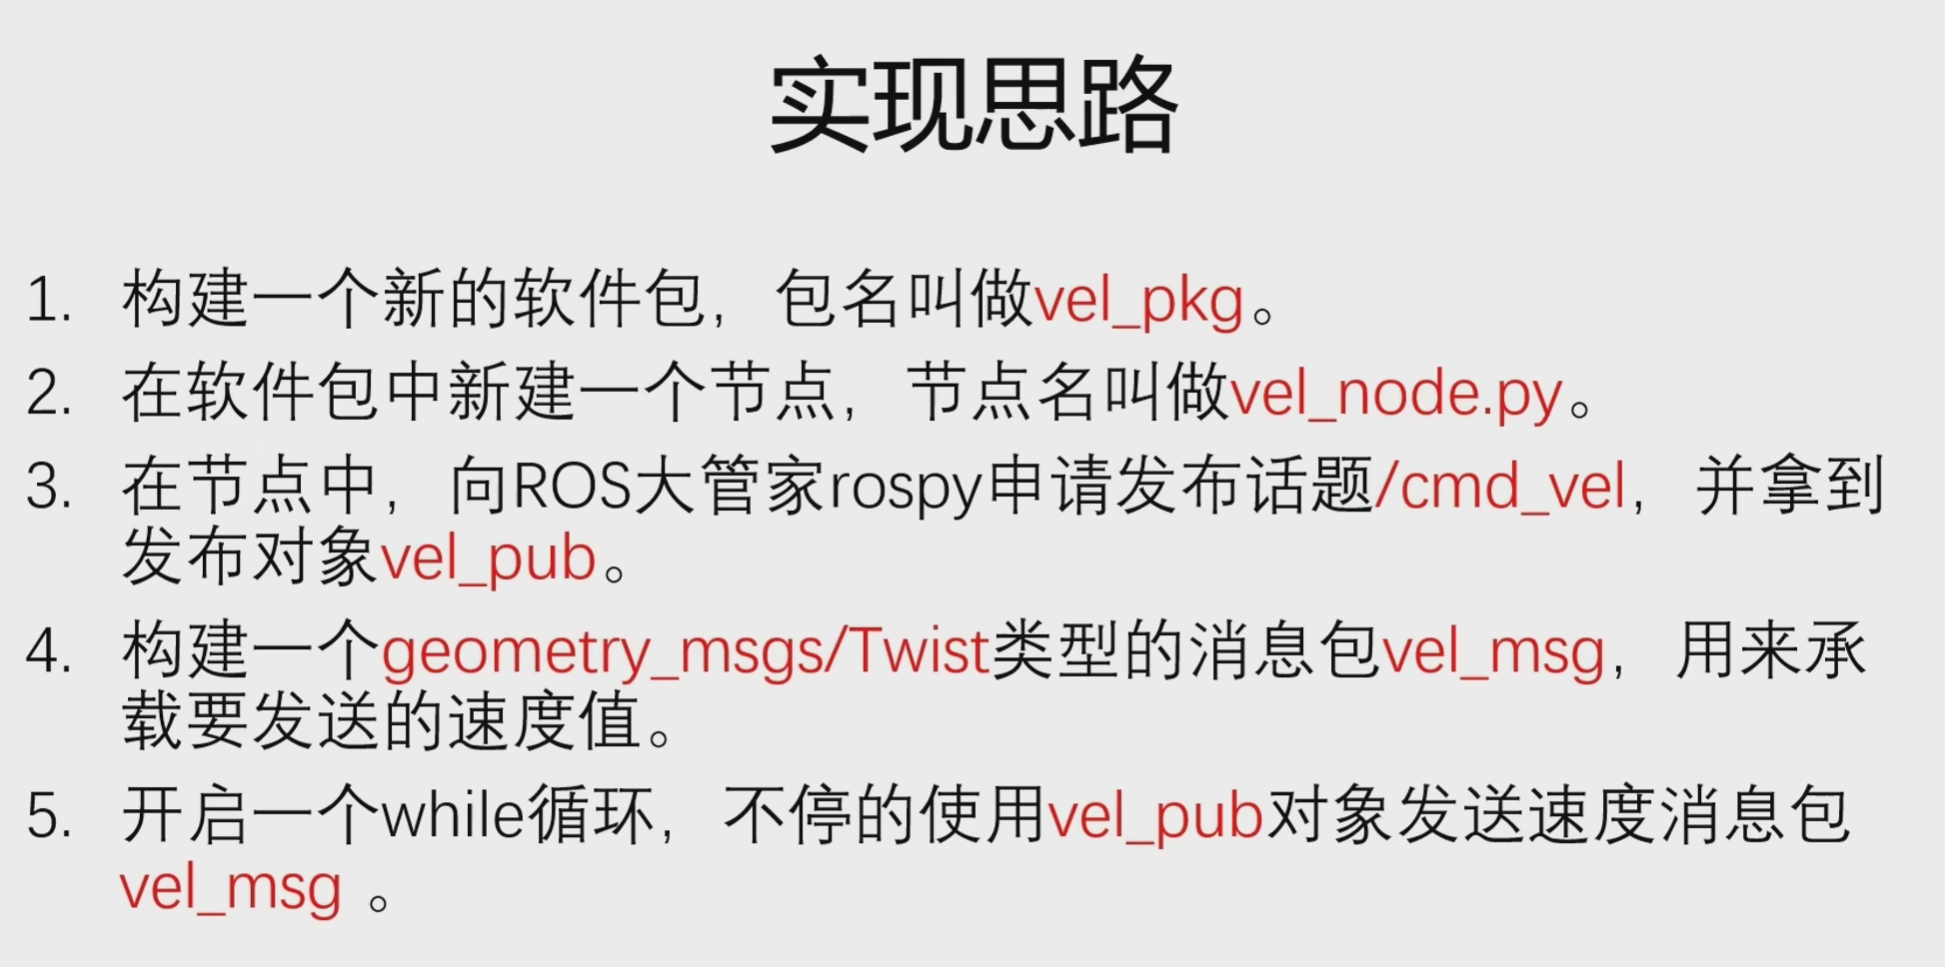 实现思路
1. 构建一个新的软件包，包名叫做vel_pkg。
2. 在软件包中新建一个节点，节点名叫做vel_node.py。
3. 在节点中，向ROS大管家rospy申请发布话题/cmd_vel，并拿到
发布对象vel_pub。
4. 构建一个geometry_msgs/Twist类型的消息包vel_msg，用来承
载要发送的速度值。
5. 开启一个while循环，不停的使用vel_pub对象发送速度消息包
vel_msg 。